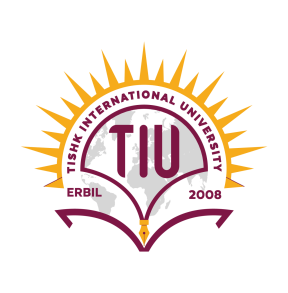 TISHK INTERNATIONAL UNIVERSITY
TIU
ERBIL
2008